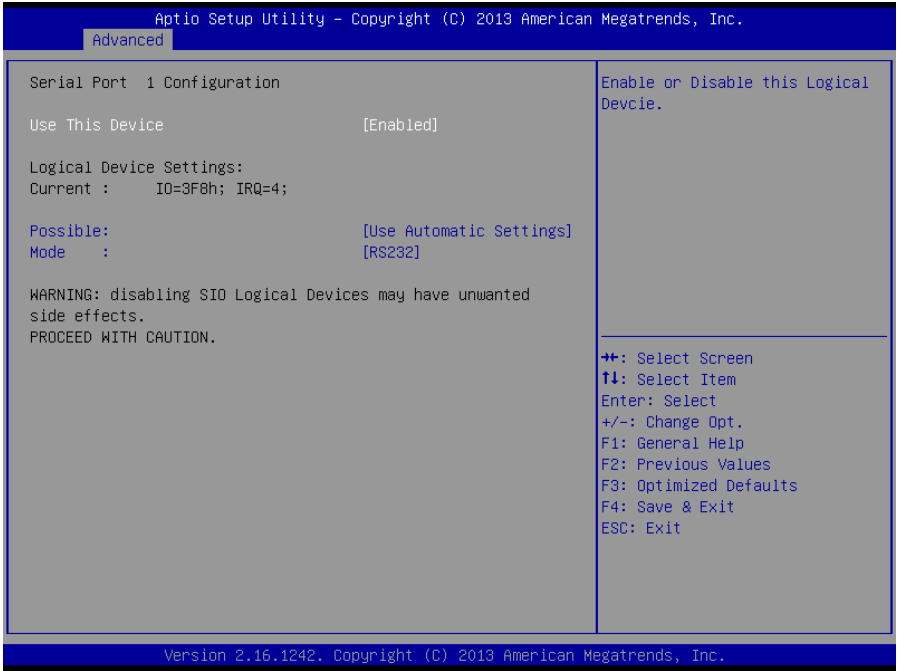 Aptio Setup Utility – Copyright (C) 2013 American Megatrends, Inc.
Advanced
Serial Port  1 Configuration
Use This Device [Enabled]
Logical Device Settings:
Current : IO=3F8h; IRQ=4;
Possible: [Use Automatic Settings]
Mode : [RS232]
WARNING: disabling SIO Logical Devices may have unwanted
side effects.
PROCEED WITH CAUTION.
Enable or Disable this Logical
Devcie.
→←: Select Screen
↑↓: Select Item
Enter: Select
+/-: Change Opt.
F1: General Help
F2: Previous Values
F3: Optimized Defaults
F4: Save & Exit
ESC: Exit
Version 2.16.1242. Copyright (C) 2013 American Megatrends, Inc.